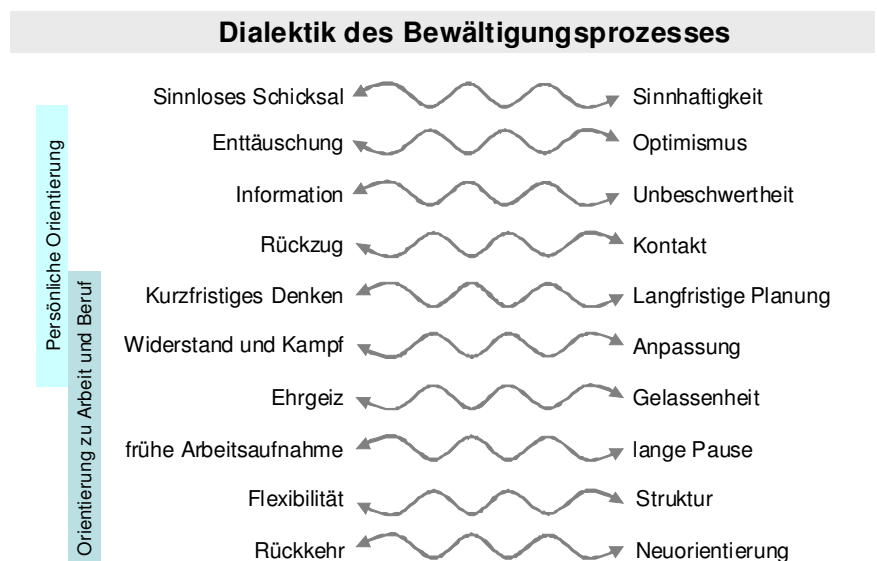 Dialektik des Bewältigungsprozesses
Sinnloses Schicksal Sinnhaftigkeit
Enttäuschung Optimismus
Information Unbeschwertheit
Rückzug Kontakt
Kurzfristiges Denken Langfristige Planung
Widerstand und Kampf Anpassung
Ehrgeiz Gelassenheit
frühe Arbeitsaufnahme lange Pause
Flexibilität Struktur
Rückkehr Neuorientierung
Persönliche Orientierung
Orientierung zu Arbeit und Beruf